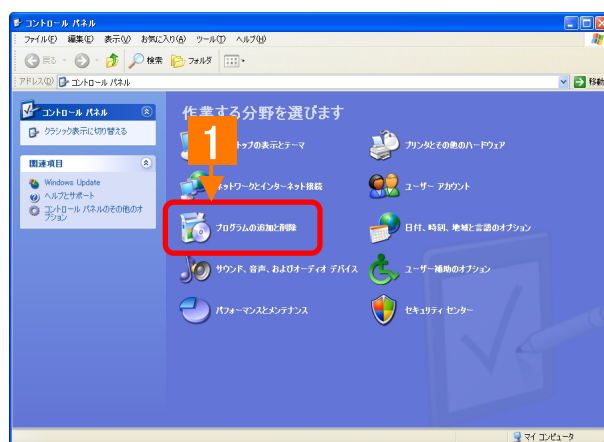 コントロール パネル
ファイル(F) 編集(E) 表示(V) お気に入り(A) ツール(T) ヘルプ(H)
戻る 検索 フォルダ
アドレス(D) コントロール パネル 移動
コントロール パネル
クラシック表示に切り替える
関連項目
Windows Update
ヘルプとサポート
コントロール パネルのその他のオ
プション
作業する分野を選びます
1
トップの表示とテーマ
プリンタとその他のハードウェア
ネットワークとインターネット接続
ユーザー アカウント
プログラムの追加と削除
日付、時刻、地域と言語のオプション
サウンド、音声、およびオーディオ デバイス
ユーザー補助のオプション
パフォーマンスとメンテナンス
セキュリティ センター
マイ コンピュータ